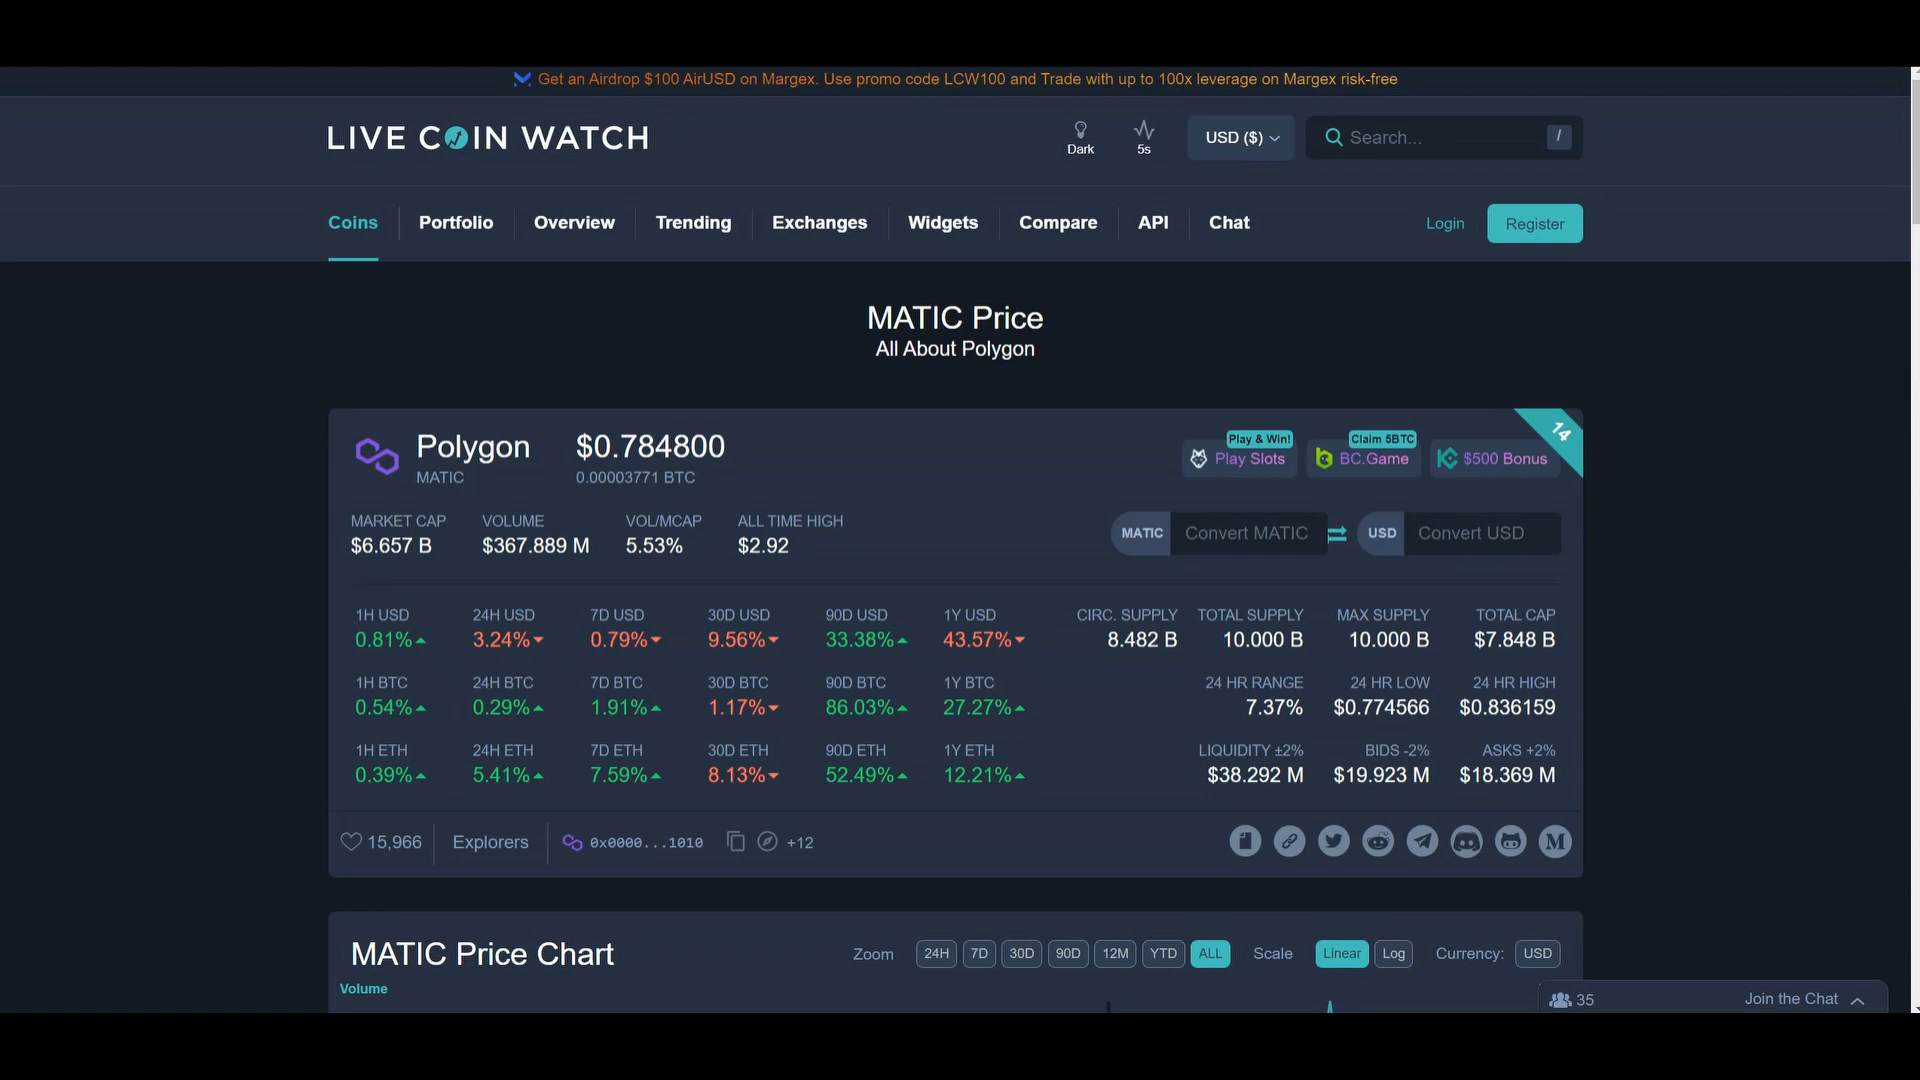 Get an Airdrop $100 AirUSD on Margex. Use promo code LCW100 and Trade with up to 100x leverage on Margex risk-free
LIVE COIN WATCH
Dark
5s
USD ($)
Search...
/
Coins
Portfolio
Overview
Trending
Exchanges
Widgets
Compare
API
Chat
Login
Register
MATIC Price
All About Polygon
14
Polygon
MATIC
$0.784800
0.00003771 BTC
Play & Win!
Play Slots
Claim 5BTC
BC.Game
$500 Bonus
MARKET CAP VOLUME VOL/MCAP ALL TIME HIGH
$6.657 B $367.889 M 5.53% $2.92
MATIC Convert MATIC USD Convert USD
1H USD 24H USD 7D USD 30D USD 90D USD 1Y USD CIRC. SUPPLY TOTAL SUPPLY MAX SUPPLY TOTAL CAP
0.81% 3.24% 0.79% 9.56% 33.38% 43.57% 8.482 B 10.000 B 10.000 B $7.848 B
1H BTC 24H BTC 7D BTC 30D BTC 90D BTC 1Y BTC 24 HR RANGE 24 HR LOW 24 HR HIGH
0.54% 0.29% 1.91% 1.17% 86.03% 27.27% 7.37% $0.774566 $0.836159
1H ETH 24H ETH 7D ETH 30D ETH 90D ETH 1Y ETH LIQUIDITY ±2% BIDS -2% ASKS +2%
0.39% 5.41% 7.59% 8.13% 52.49% 12.21% $38.292 M $19.923 M $18.369 M
15,966 Explorers 0x0000...1010 +12
MATIC Price Chart
Zoom 24H 7D 30D 90D 12M YTD ALL Scale Linear Log Currency: USD
Volume
35 Join the Chat